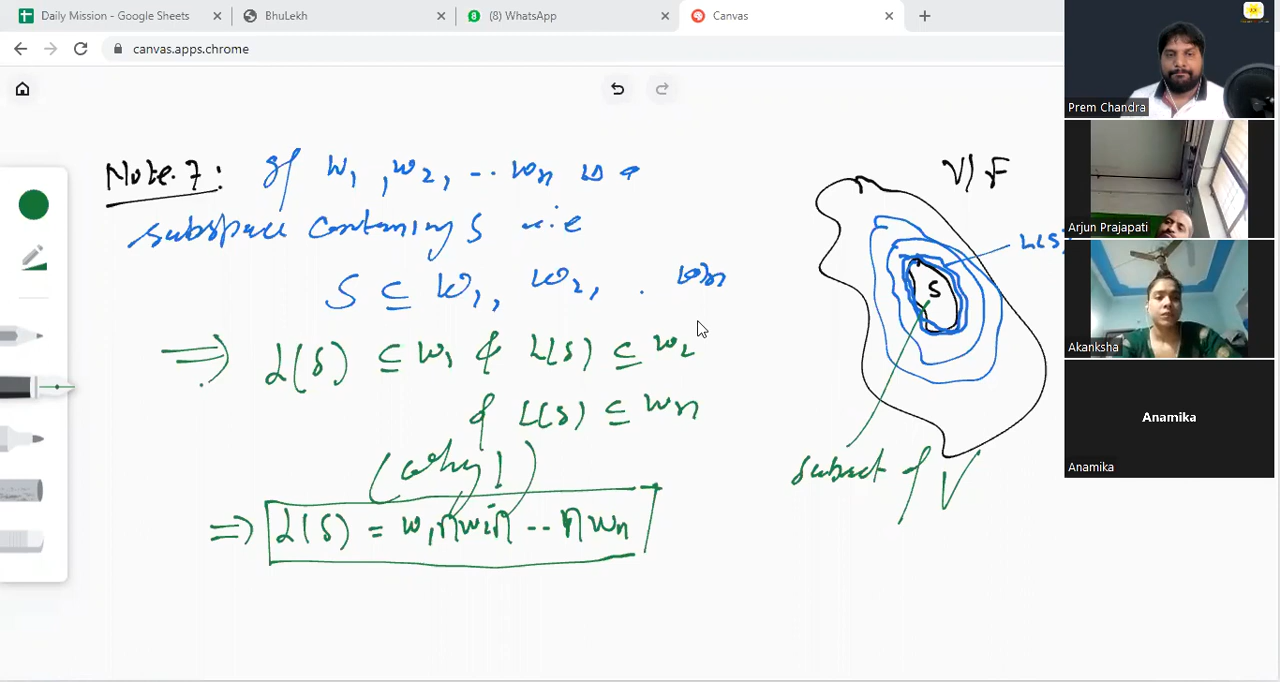 Daily Mission - Google Sheets
BhuLekh
(8) WhatsApp
Canvas
canvas.apps.chrome
Note.7: If W1, W2, -.. Wn is a
subspace containing S i.e
S ⊆ W1, W2, . Wn
⟹ L(S) ⊆ W1 & L(S) ⊆ W2
& L(S) ⊆ Wn
(why!)
⟹ L(S) = W1∩W2∩ -- ∩Wn
V/F
L(S)
S
subset of V
Prem Chandra
Arjun Prajapati
Akanksha
Anamika
Anamika